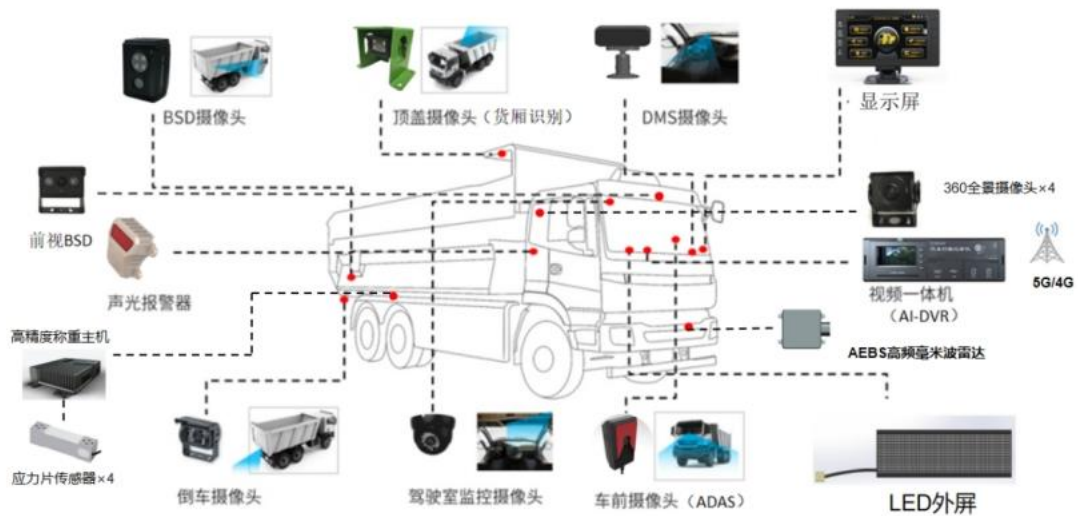 BSD摄像头
顶盖摄像头(货厢识别)
DMS摄像头
显示屏
360全景摄像头×4
前视BSD
声光报警器
5G/4G
视频一体机
(AI-DVR)
高精度称重主机
AEBS高频毫米波雷达
应力片传感器×4
倒车摄像头
驾驶室监控摄像头
车前摄像头(ADAS)
LED外屏